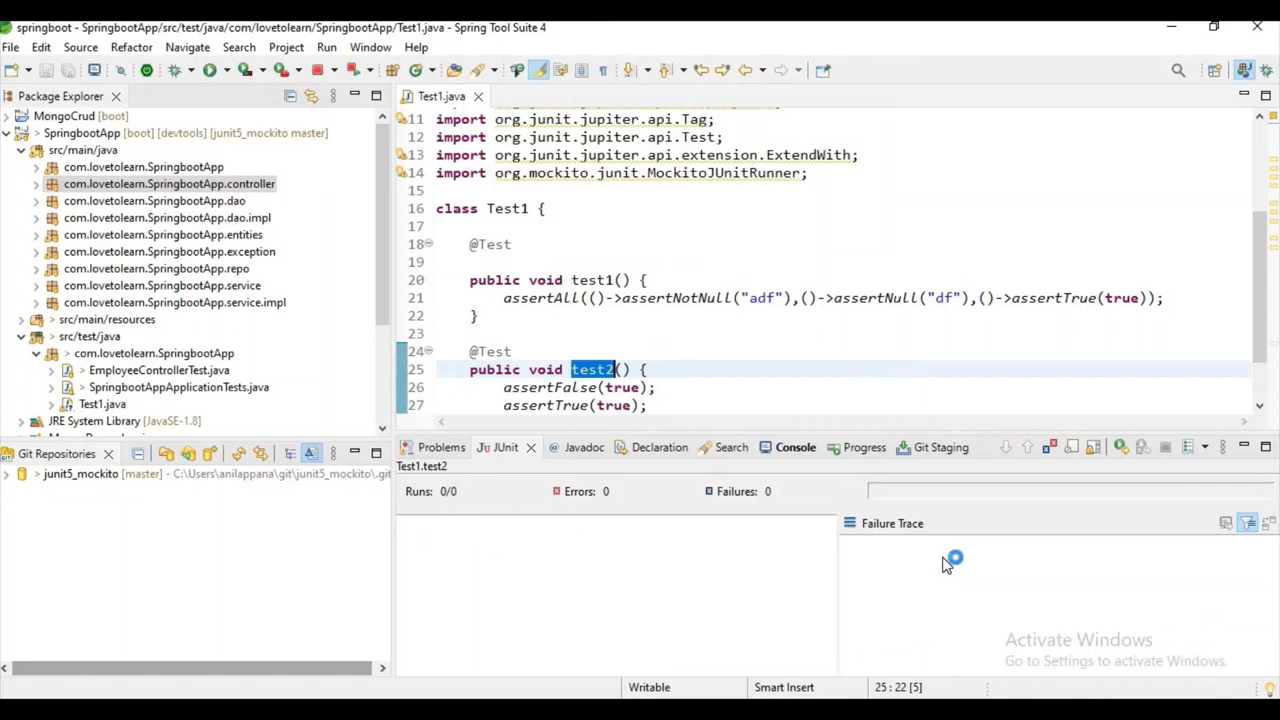 springboot - SpringbootApp/src/test/java/com/lovetolearn/SpringbootApp/Test1.java - Spring Tool Suite 4
File Edit Source Refactor Navigate Search Project Run Window Help
Package Explorer
MongoCrud [boot]
> SpringbootApp [boot] [devtools] [junit5_mockito master]
src/main/java
com.lovetolearn.SpringbootApp
com.lovetolearn.SpringbootApp.controller
com.lovetolearn.SpringbootApp.dao
com.lovetolearn.SpringbootApp.dao.impl
com.lovetolearn.SpringbootApp.entities
com.lovetolearn.SpringbootApp.exception
com.lovetolearn.SpringbootApp.repo
com.lovetolearn.SpringbootApp.service
com.lovetolearn.SpringbootApp.service.impl
> src/main/resources
> src/test/java
> com.lovetolearn.SpringbootApp
> EmployeeControllerTest.java
> SpringbootAppApplicationTests.java
> Test1.java
JRE System Library [JavaSE-1.8]
Git Repositories
> junit5_mockito [master] - C:\Users\anilappana\git\junit5_mockito\.git
Test1.java
11 import org.junit.jupiter.api.Tag;
12 import org.junit.jupiter.api.Test;
13 import org.junit.jupiter.api.extension.ExtendWith;
14 import org.mockito.junit.MockitoJUnitRunner;
15
16 class Test1 {
17
18 @Test
19
20 public void test1() {
21 assertAll(()->assertNotNull("adf"),()->assertNull("df"),()->assertTrue(true));
22 }
23
24 @Test
25 public void test2() {
26 assertFalse(true);
27 assertTrue(true);
Problems JUnit Javadoc Declaration Search Console Progress Git Staging
Test1.test2
Runs: 0/0 Errors: 0 Failures: 0
Failure Trace
Activate Windows
Go to Settings to activate Windows.
Writable Smart Insert 25 : 22 [5]